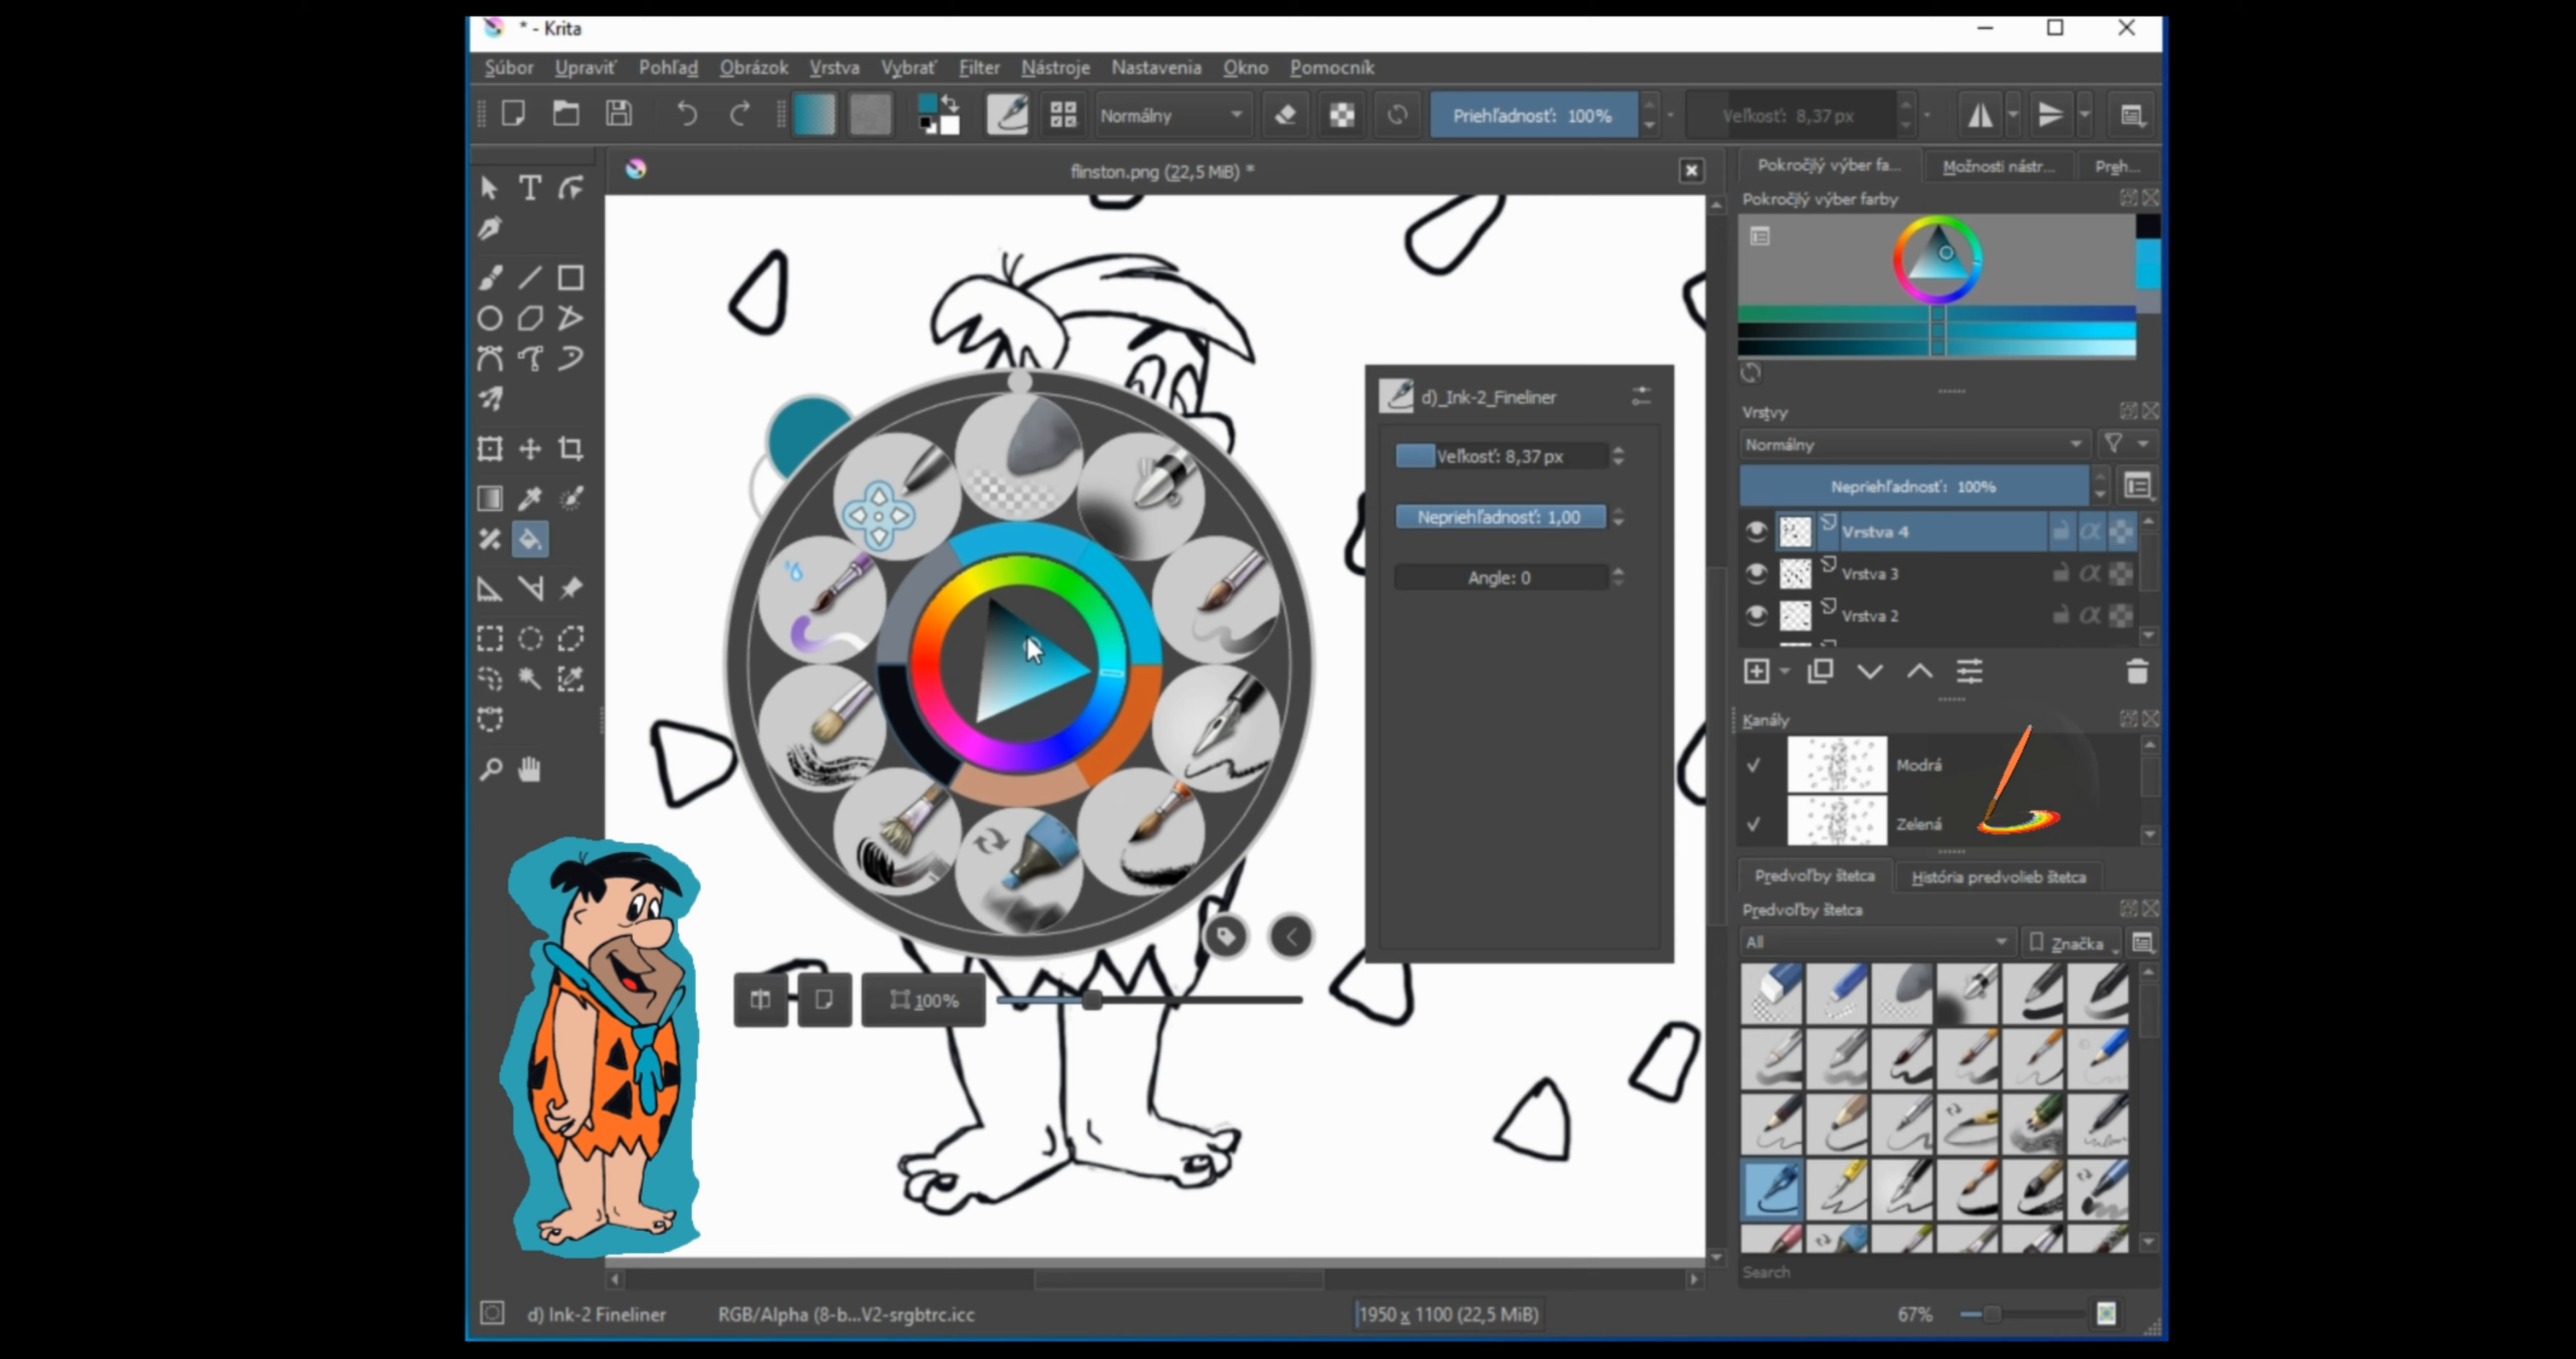 * - Krita
Súbor Upraviť Pohľad Obrázok Vrstva Vybrať Filter Nástroje Nastavenia Okno Pomocník
Normálny Priehľadnosť: 100% Veľkosť: 8,37 px
flinston.png (22,5 MiB) *
Pokročilý výber fa... Možnosti nástr... Preh...
Pokročilý výber farby
d)_Ink-2_Fineliner
Veľkosť: 8,37 px
Nepriehľadnosť: 1,00
Angle: 0
Vrstvy
Normálny
Nepriehľadnosť: 100%
Vrstva 4
Vrstva 3
Vrstva 2
Kanály
Modrá
Zelená
Predvoľby štetca História predvolieb štetca
Predvoľby štetca
All Značka
100%
Search
d) Ink-2 Fineliner RGB/Alpha (8-b...V2-srgbtrc.icc 1950 x 1100 (22,5 MiB) 67%